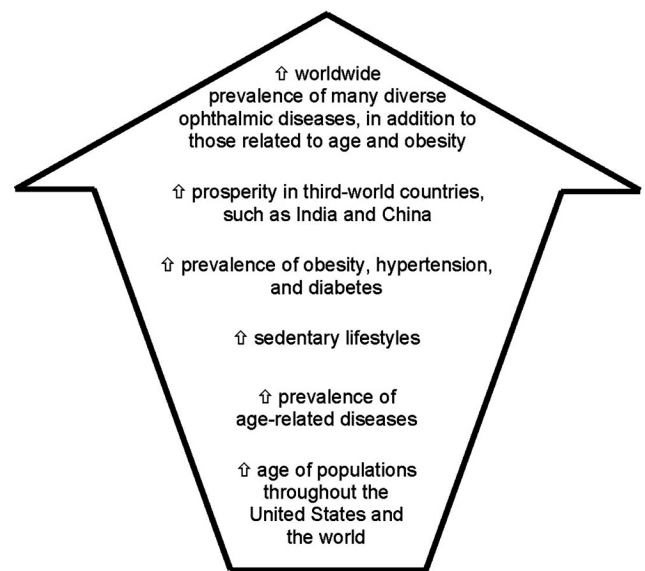 ⇧ worldwide
prevalence of many diverse
ophthalmic diseases, in addition to
those related to age and obesity
⇧ prosperity in third-world countries,
such as India and China
⇧ prevalence of obesity, hypertension,
and diabetes
⇧ sedentary lifestyles
⇧ prevalence of
age-related diseases
⇧ age of populations
throughout the
United States and
the world